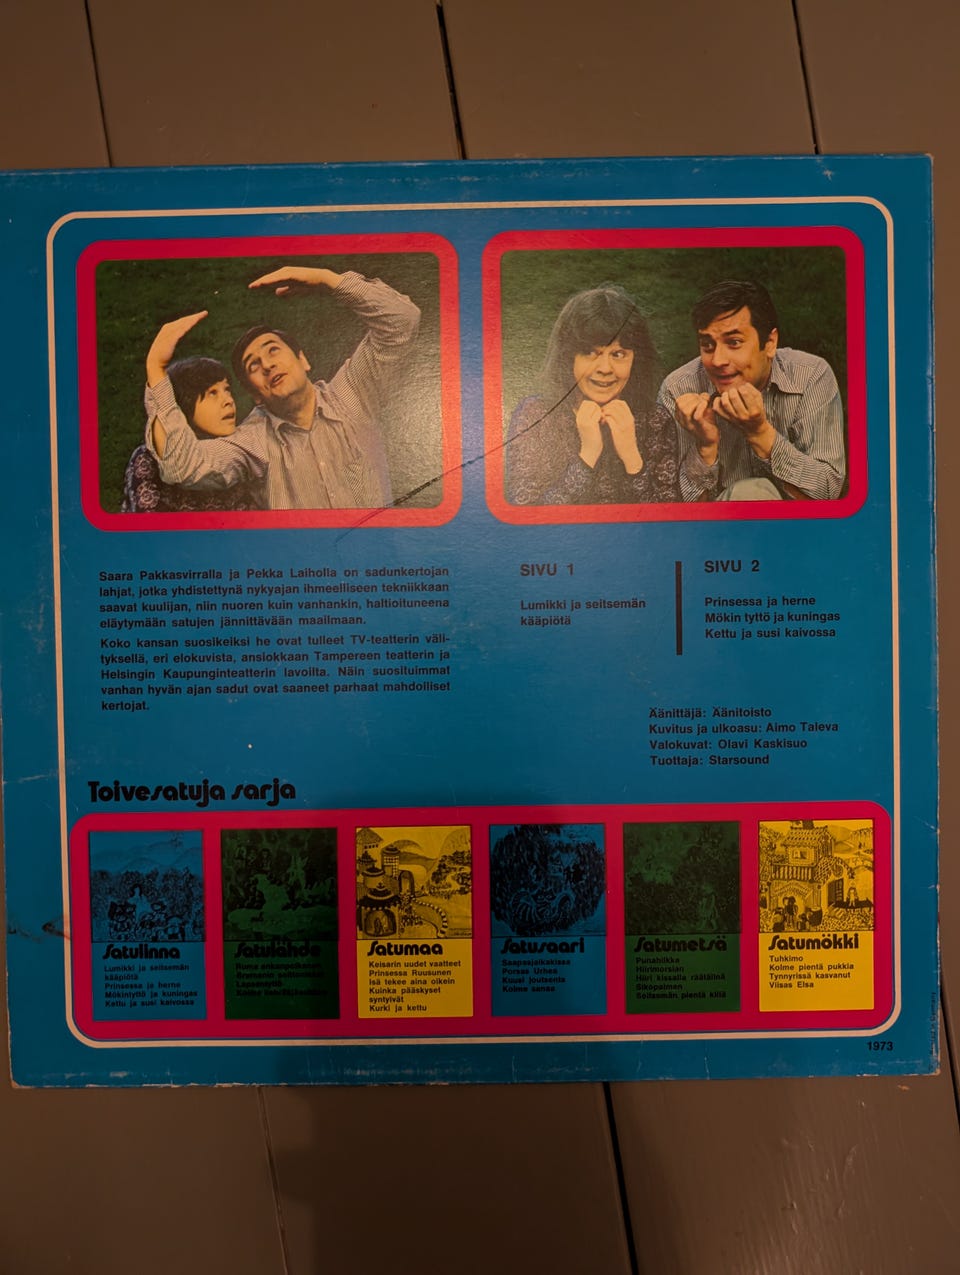 Saara Pakkasvirralla ja Pekka Laiholla on sadunkertojan
lahjat, jotka yhdistettynä nykyajan ihmeelliseen tekniikkaan
saavat kuulijan, niin nuoren kuin vanhankin, haltioituneena
eläytymään satujen jännittävään maailmaan.
Koko kansan suosikeiksi he ovat tulleet TV-teatterin väli-
tyksellä, eri elokuvista, ansiokkaan Tampereen teatterin ja
Helsingin Kaupunginteatterin lavoilta. Näin suosituimmat
vanhan hyvän ajan sadut ovat saaneet parhaat mahdolliset
kertojat.
SIVU 1
Lumikki ja seitsemän
kääpiötä
SIVU 2
Prinsessa ja herne
Mökin tyttö ja kuningas
Kettu ja susi kaivossa
Äänittäjä: Äänitoisto
Kuvitus ja ulkoasu: Aimo Taleva
Valokuvat: Olavi Kaskisuo
Tuottaja: Starsound
Toivesatuja sarja
Satulinna
Lumikki ja seitsemän
kääpiötä
Prinsessa ja herne
Mökintyttö ja kuningas
Kettu ja susi kaivossa
Satulähde
Ruma ankanpoikanen
Bremenin soittoniekat
Satumaa
Keisarin uudet vaatteet
Prinsessa Ruusunen
Isä tekee aina oikein
Kuinka pääskyset
syntyivät
Kurki ja kettu
Satusaari
Saapasjalkakissa
Porsas Urhea
Kuusi joutsenta
Kolme sanaa
Satumetsä
Punahilkka
Hiirimorsian
Hiiri kissalla räätälinä
Sikopaimen
Seitsemän pientä kiliä
Satumökki
Tuhkimo
Kolme pientä pukkia
Tynnyrissä kasvanut
Viisas Elsa
1973